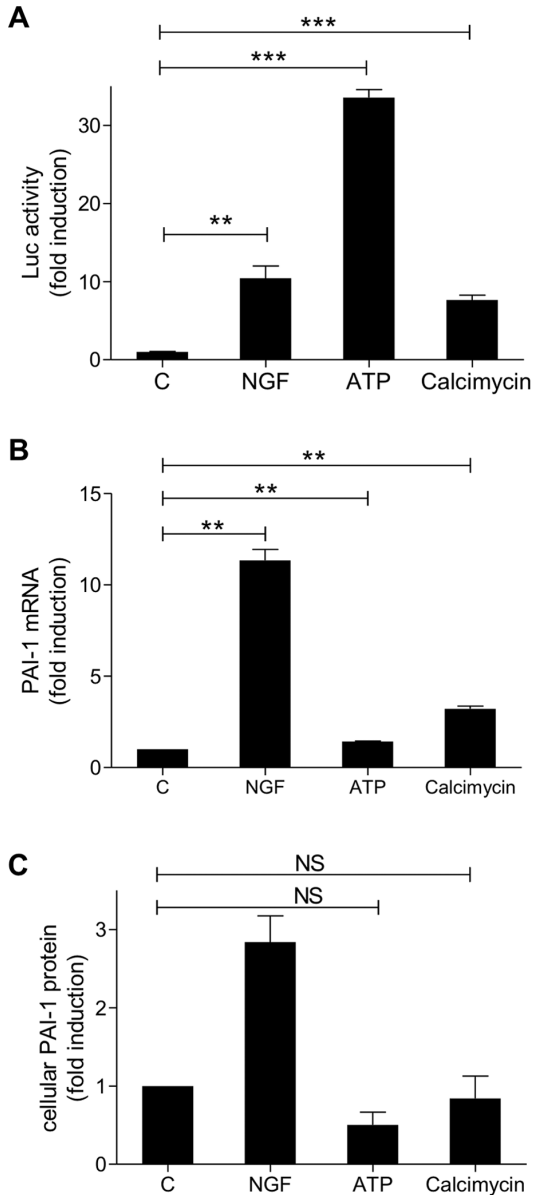 A
***
***
**
Luc activity
(fold induction)
30
20
10
0
C NGF ATP Calcimycin
B
**
**
**
PAI-1 mRNA
(fold induction)
15
10
5
0
C NGF ATP Calcimycin
C
NS
NS
cellular PAI-1 protein
(fold induction)
3
2
1
0
C NGF ATP Calcimycin